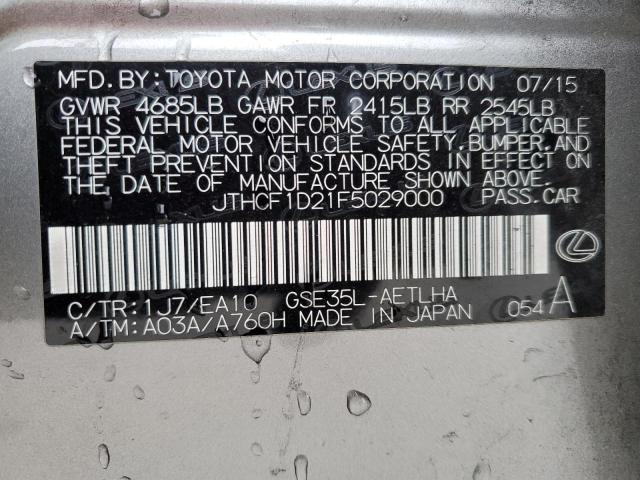 MFD. BY: TOYOTA MOTOR CORPORATION 07/15
GVWR 4685LB GAWR FR 2415LB RR 2545LB
THIS VEHICLE CONFORMS TO ALL APPLICABLE
FEDERAL MOTOR VEHICLE SAFETY, BUMPER, AND
THEFT PREVENTION STANDARDS IN EFFECT ON
THE DATE OF MANUFACTURE SHOWN ABOVE.
JTHCF1D21F5029000 PASS. CAR
C/TR: 1J7/EA10 GSE35L-AETLHA
A/TM: A03A/A760H MADE IN JAPAN 054 A